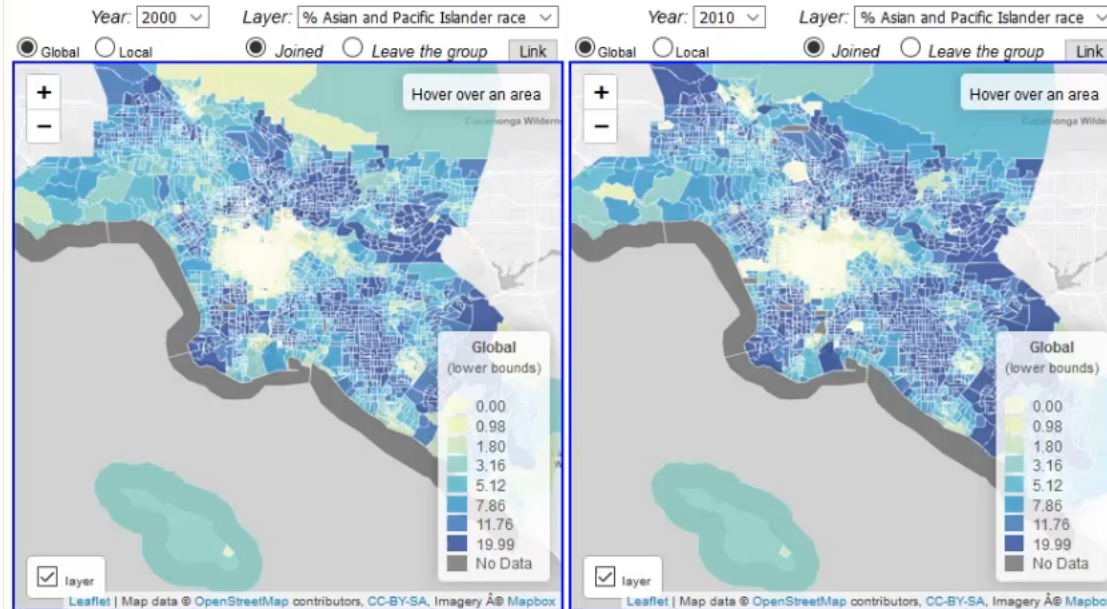 Year: 2000 Layer: % Asian and Pacific Islander race
Global Local Joined Leave the group Link
+
−
Hover over an area
Global
(lower bounds)
0.00
0.98
1.80
3.16
5.12
7.86
11.76
19.99
No Data
layer
Leaflet | Map data © OpenStreetMap contributors, CC-BY-SA, Imagery Â© Mapbox
Year: 2010 Layer: % Asian and Pacific Islander race
Global Local Joined Leave the group Link
+
−
Hover over an area
Cucamonga
Global
(lower bounds)
0.00
0.98
1.80
3.16
5.12
7.86
11.76
19.99
No Data
layer
Leaflet | Map data © OpenStreetMap contributors, CC-BY-SA, Imagery Â© Mapbox